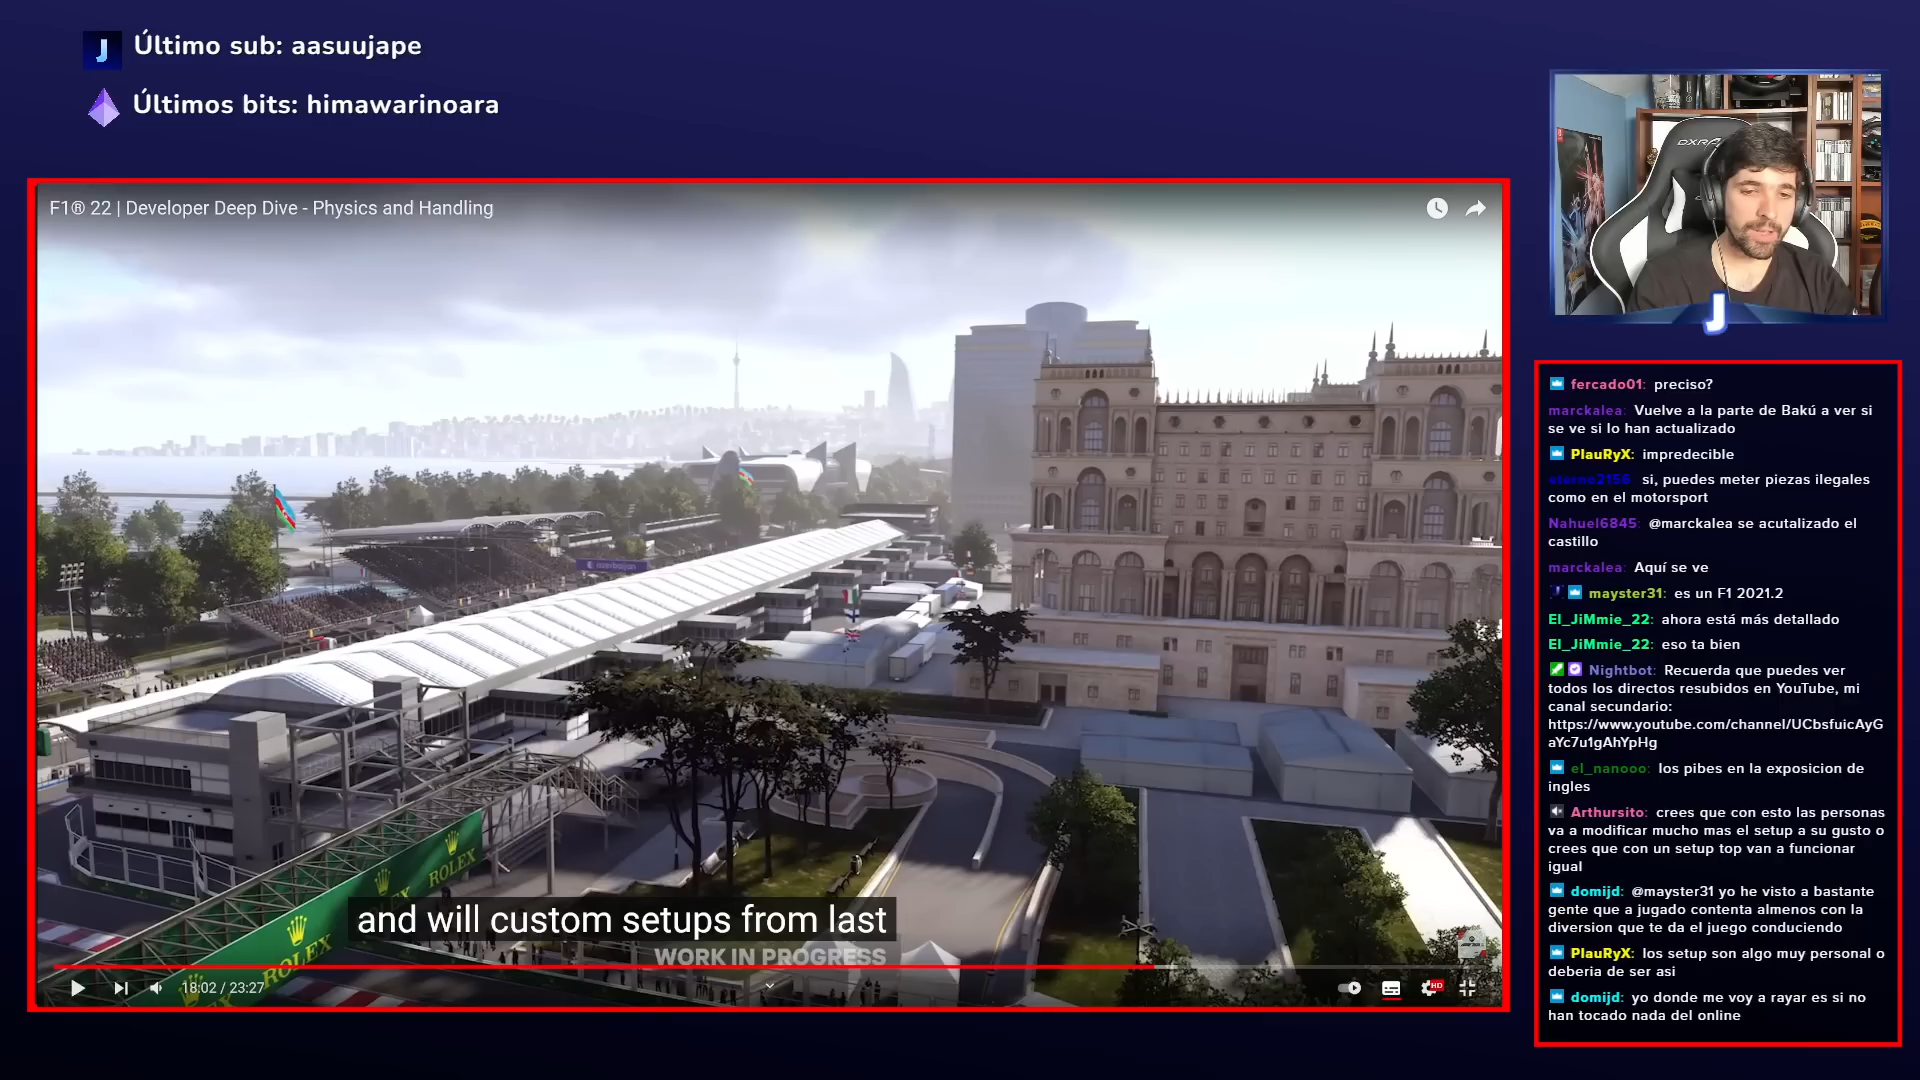 Último sub: aasuujape
Últimos bits: himawarinoara
F1® 22 | Developer Deep Dive - Physics and Handling
DXRA
azerbaijan
ROLEX
ROLEX
and will custom setups from last
WORK IN PROGRESS
18:02 / 23:27
HD
J
fercado01: preciso?
marckalea: Vuelve a la parte de Bakú a ver si
se ve si lo han actualizado
PlauRyX: impredecible
eterno2156 si, puedes meter piezas ilegales
como en el motorsport
Nahuel6845: @marckalea se acutalizado el
castillo
marckalea: Aquí se ve
mayster31: es un F1 2021.2
El_JiMmie_22: ahora está más detallado
El_JiMmie_22: eso ta bien
Nightbot: Recuerda que puedes ver
todos los directos resubidos en YouTube, mi
canal secundario:
https://www.youtube.com/channel/UCbsfuicAyG
aYc7u1gAhYpHg
el_nanooo: los pibes en la exposicion de
ingles
Arthursito: crees que con esto las personas
va a modificar mucho mas el setup a su gusto o
crees que con un setup top van a funcionar
igual
domijd: @mayster31 yo he visto a bastante
gente que a jugado contenta almenos con la
diversion que te da el juego conduciendo
PlauRyX: los setup son algo muy personal o
deberia de ser asi
domijd: yo donde me voy a rayar es si no
han tocado nada del online